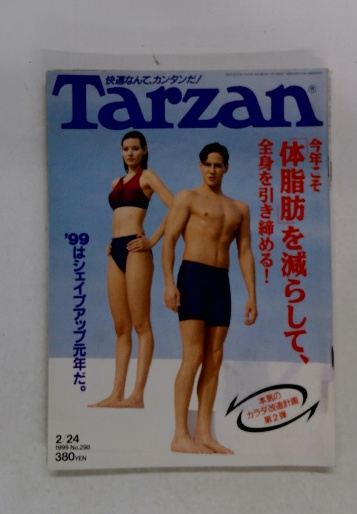 快適なんて、カンタンだ!
Tarzan®
今年こそ
「体脂肪」を減らして、
全身を引き締める!
'99はシェイプアップ元年だ。
本気の
カラダ改造計画
第2弾
2 24
1999 No.298
380YEN